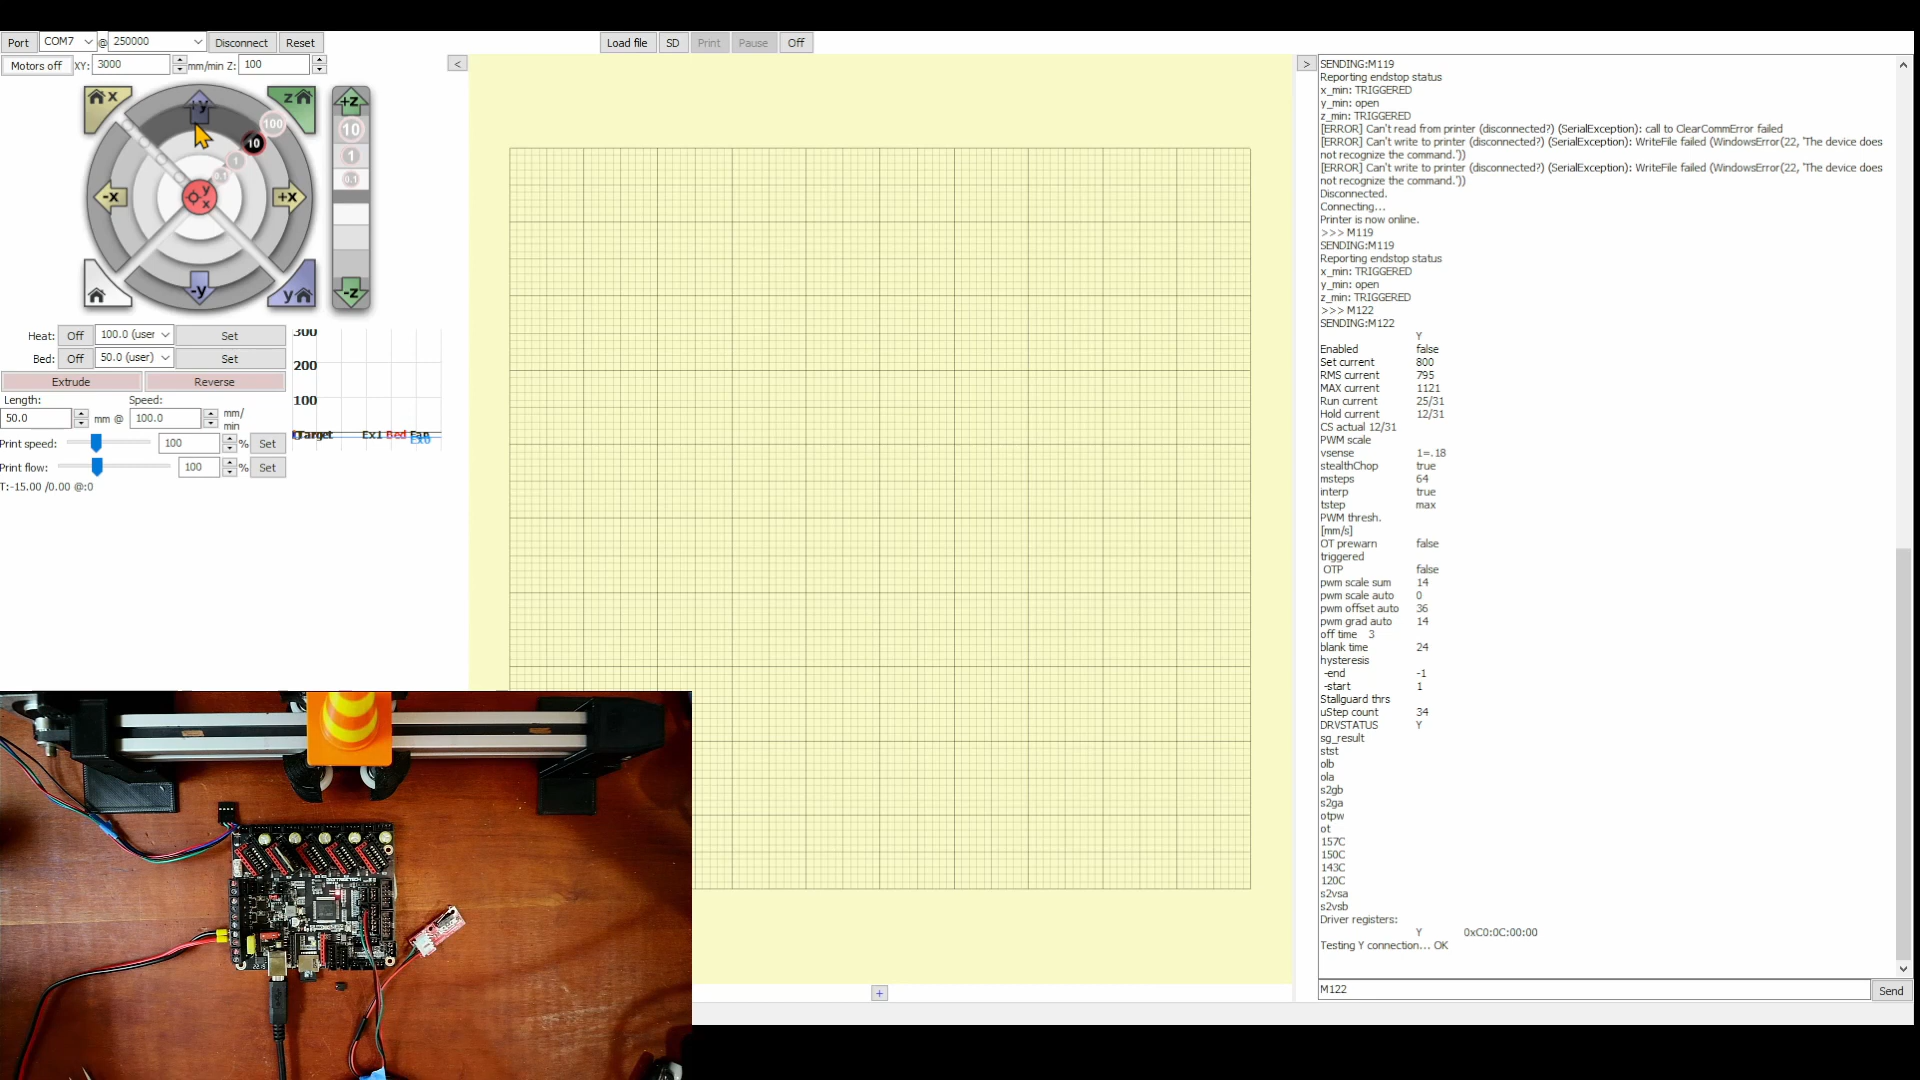 Port COM7 @ 250000 Disconnect Reset Load file SD Print Pause Off
Motors off XY: 3000 mm/min Z: 100
< >
x +y z +z
100 10
10
1 1
0.1 0.1
-x y x +x
-y y -z
Heat: Off 100.0 (user Set
Bed: Off 50.0 (user) Set
Extrude Reverse
Length: Speed:
50.0 mm @ 100.0 mm/
min
Print speed: 100 % Set
Print flow: 100 % Set
T:-15.00 /0.00 @:0
300
200
100
Target Ex1 Bed Fan
Ex0
SENDING:M119
Reporting endstop status
x_min: TRIGGERED
y_min: open
z_min: TRIGGERED
[ERROR] Can't read from printer (disconnected?) (SerialException): call to ClearCommError failed
[ERROR] Can't write to printer (disconnected?) (SerialException): WriteFile failed (WindowsError(22, 'The device does
not recognize the command.'))
[ERROR] Can't write to printer (disconnected?) (SerialException): WriteFile failed (WindowsError(22, 'The device does
not recognize the command.'))
Disconnected.
Connecting...
Printer is now online.
>>> M119
SENDING:M119
Reporting endstop status
x_min: TRIGGERED
y_min: open
z_min: TRIGGERED
>>> M122
SENDING:M122
Y
Enabled false
Set current 800
RMS current 795
MAX current 1121
Run current 25/31
Hold current 12/31
CS actual 12/31
PWM scale
vsense 1=.18
stealthChop true
msteps 64
interp true
tstep max
PWM thresh.
[mm/s]
OT prewarn false
triggered
OTP false
pwm scale sum 14
pwm scale auto 0
pwm offset auto 36
pwm grad auto 14
off time 3
blank time 24
hysteresis
-end -1
-start 1
Stallguard thrs
uStep count 34
DRVSTATUS Y
sg_result
stst
olb
ola
s2gb
s2ga
otpw
ot
157C
150C
143C
120C
s2vsa
s2vsb
Driver registers:
Y 0xC0:0C:00:00
Testing Y connection... OK
M122 Send
+